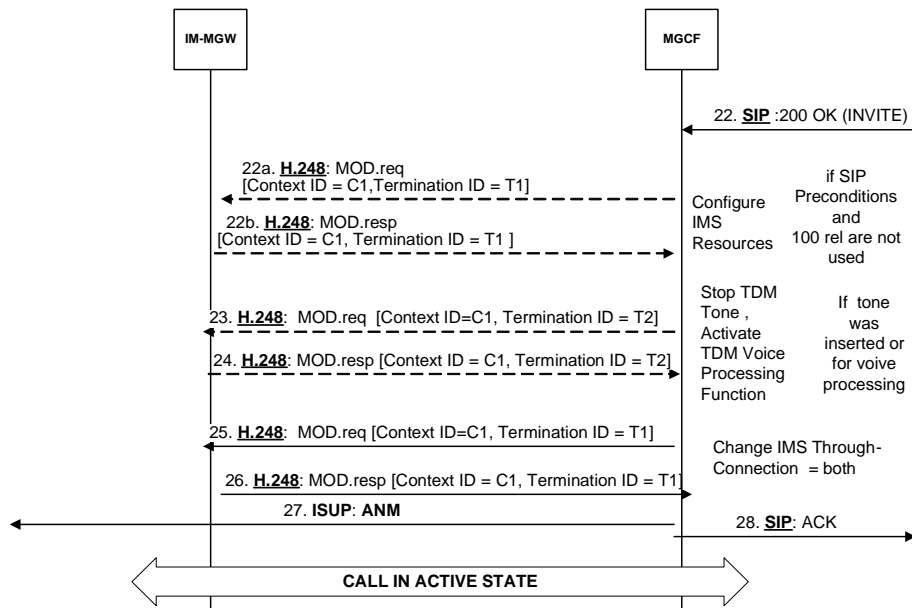 IM-MGW
MGCF
22. SIP :200 OK (INVITE)
22a. H.248: MOD.req
[Context ID = C1,Termination ID = T1]
22b. H.248: MOD.resp
[Context ID = C1, Termination ID = T1 ]
Configure
IMS
Resources
if SIP
Preconditions
and
100 rel are not
used
23. H.248: MOD.req [Context ID=C1, Termination ID = T2]
24. H.248: MOD.resp [Context ID = C1, Termination ID = T2]
Stop TDM
Tone ,
Activate
TDM Voice
Processing
Function
If tone
was
inserted or
for voive
processing
25. H.248: MOD.req [Context ID=C1, Termination ID = T1]
26. H.248: MOD.resp [Context ID = C1, Termination ID = T1]
Change IMS Through-
Connection = both
27. ISUP: ANM
28. SIP: ACK
CALL IN ACTIVE STATE